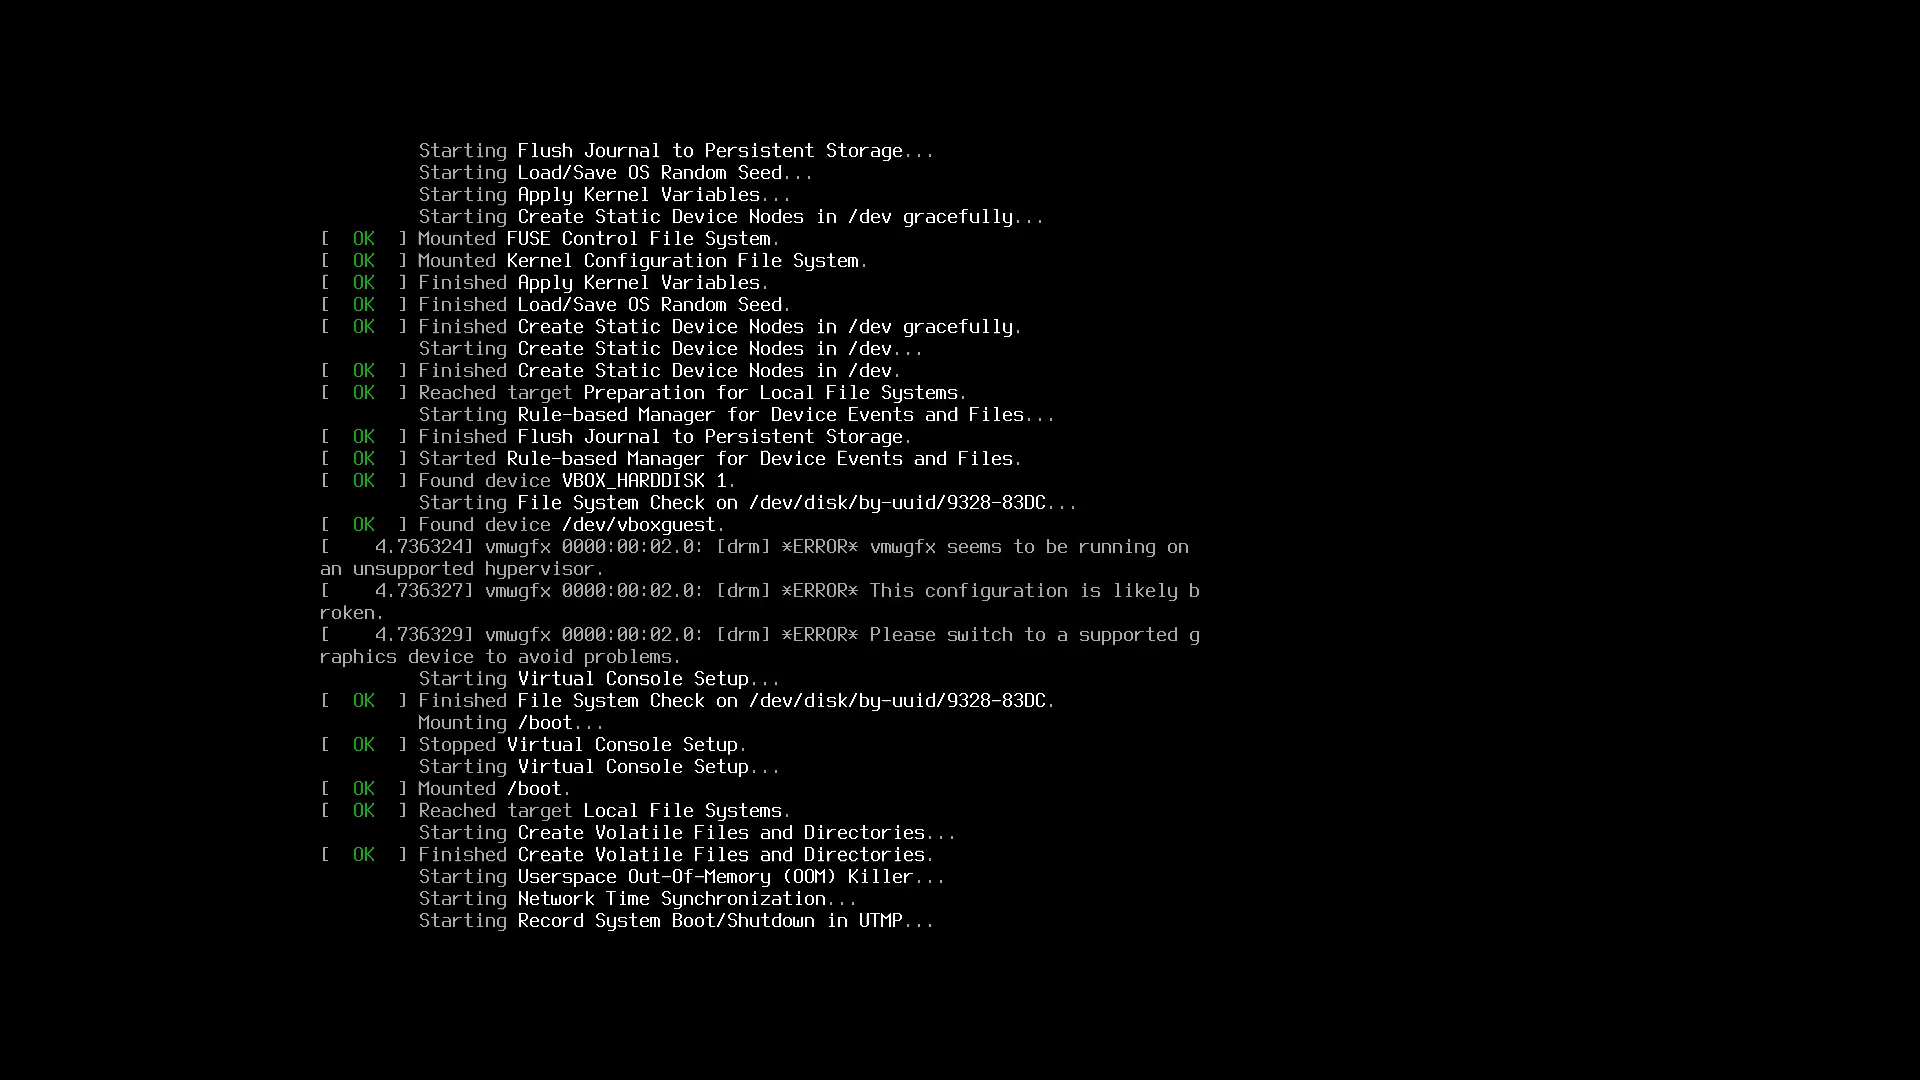 Starting Flush Journal to Persistent Storage...
Starting Load/Save OS Random Seed...
Starting Apply Kernel Variables...
Starting Create Static Device Nodes in /dev gracefully...
[  OK  ] Mounted FUSE Control File System.
[  OK  ] Mounted Kernel Configuration File System.
[  OK  ] Finished Apply Kernel Variables.
[  OK  ] Finished Load/Save OS Random Seed.
[  OK  ] Finished Create Static Device Nodes in /dev gracefully.
Starting Create Static Device Nodes in /dev...
[  OK  ] Finished Create Static Device Nodes in /dev.
[  OK  ] Reached target Preparation for Local File Systems.
Starting Rule-based Manager for Device Events and Files...
[  OK  ] Finished Flush Journal to Persistent Storage.
[  OK  ] Started Rule-based Manager for Device Events and Files.
[  OK  ] Found device VBOX_HARDDISK 1.
Starting File System Check on /dev/disk/by-uuid/9328-83DC...
[  OK  ] Found device /dev/vboxguest.
[    4.736324] vmwgfx 0000:00:02.0: [drm] *ERROR* vmwgfx seems to be running on
an unsupported hypervisor.
[    4.736327] vmwgfx 0000:00:02.0: [drm] *ERROR* This configuration is likely b
roken.
[    4.736329] vmwgfx 0000:00:02.0: [drm] *ERROR* Please switch to a supported g
raphics device to avoid problems.
Starting Virtual Console Setup...
[  OK  ] Finished File System Check on /dev/disk/by-uuid/9328-83DC.
Mounting /boot...
[  OK  ] Stopped Virtual Console Setup.
Starting Virtual Console Setup...
[  OK  ] Mounted /boot.
[  OK  ] Reached target Local File Systems.
Starting Create Volatile Files and Directories...
[  OK  ] Finished Create Volatile Files and Directories.
Starting Userspace Out-Of-Memory (OOM) Killer...
Starting Network Time Synchronization...
Starting Record System Boot/Shutdown in UTMP...